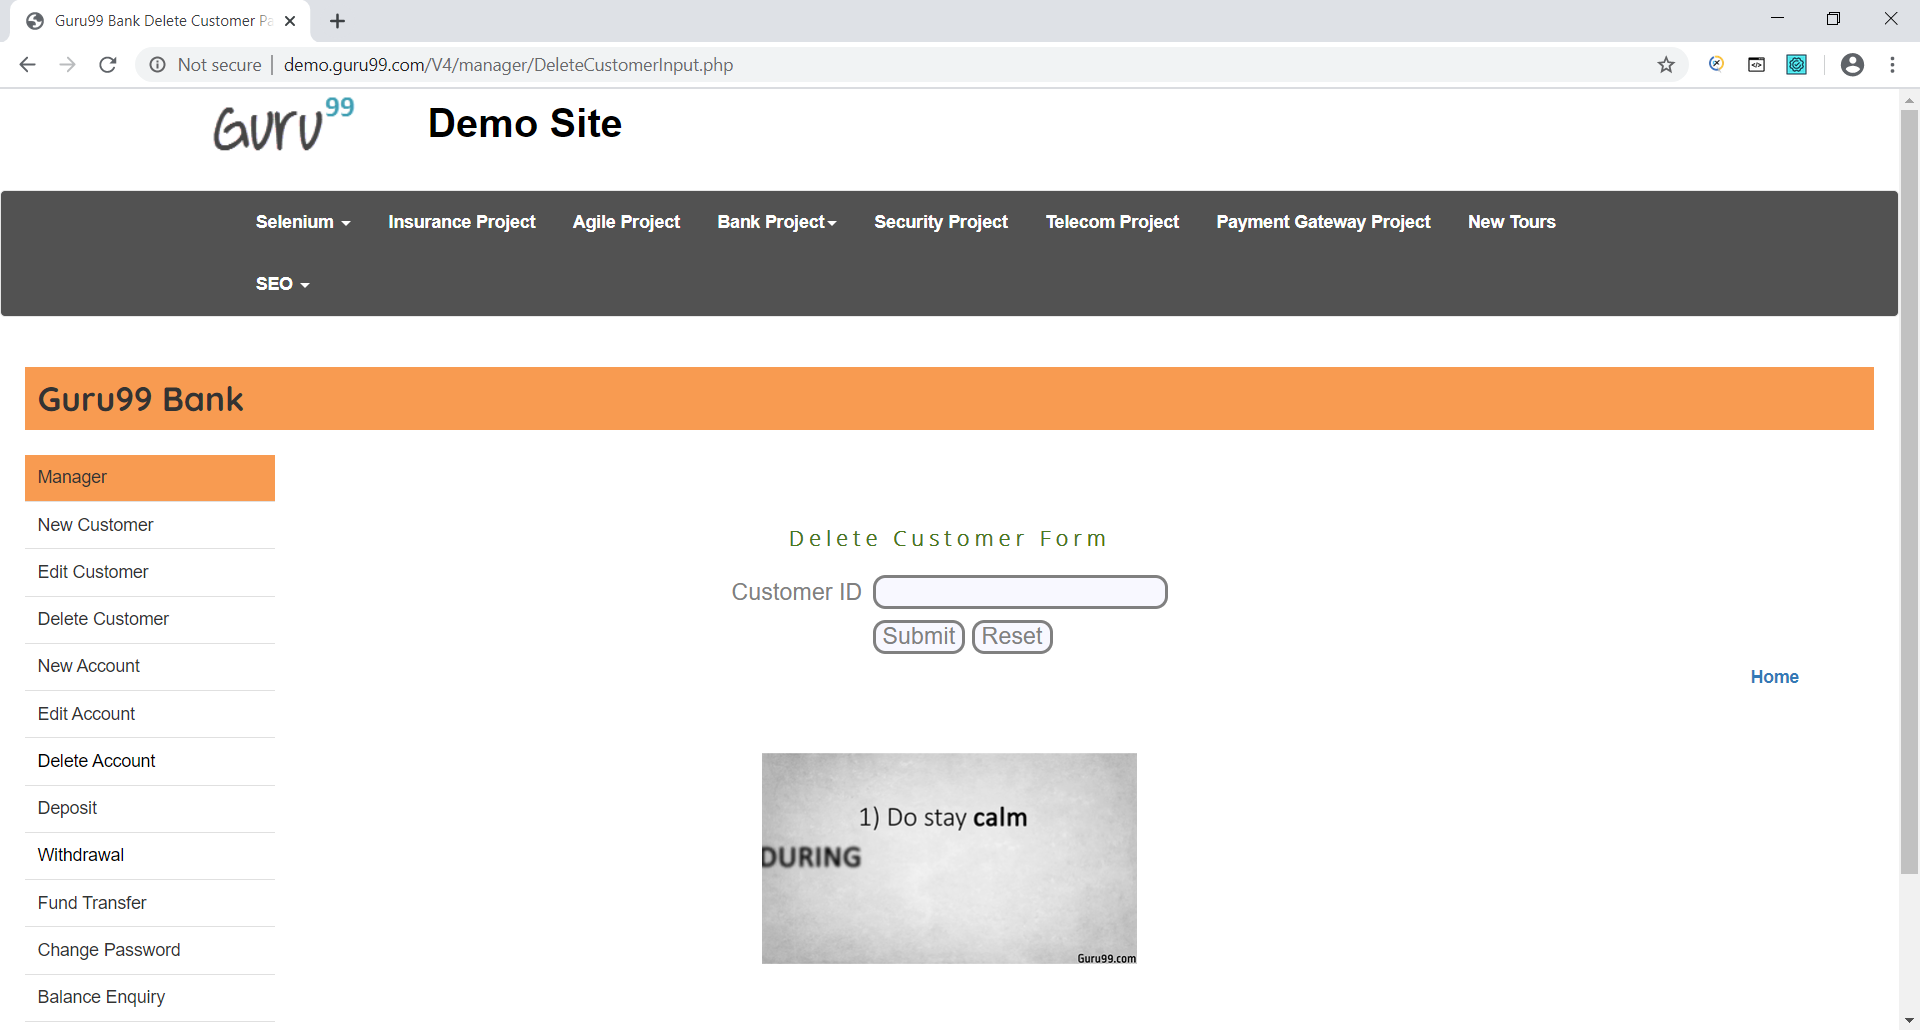 Guru99 Bank Delete Customer Pa
Not secure | demo.guru99.com/V4/manager/DeleteCustomerInput.php
Guru99
Demo Site
Selenium
Insurance Project
Agile Project
Bank Project
Security Project
Telecom Project
Payment Gateway Project
New Tours
SEO
Guru99 Bank
Manager
New Customer
Edit Customer
Delete Customer
New Account
Edit Account
Delete Account
Deposit
Withdrawal
Fund Transfer
Change Password
Balance Enquiry
Delete Customer Form
Customer ID
Submit Reset
Home
1) Do stay calm
DURING
Guru99.com